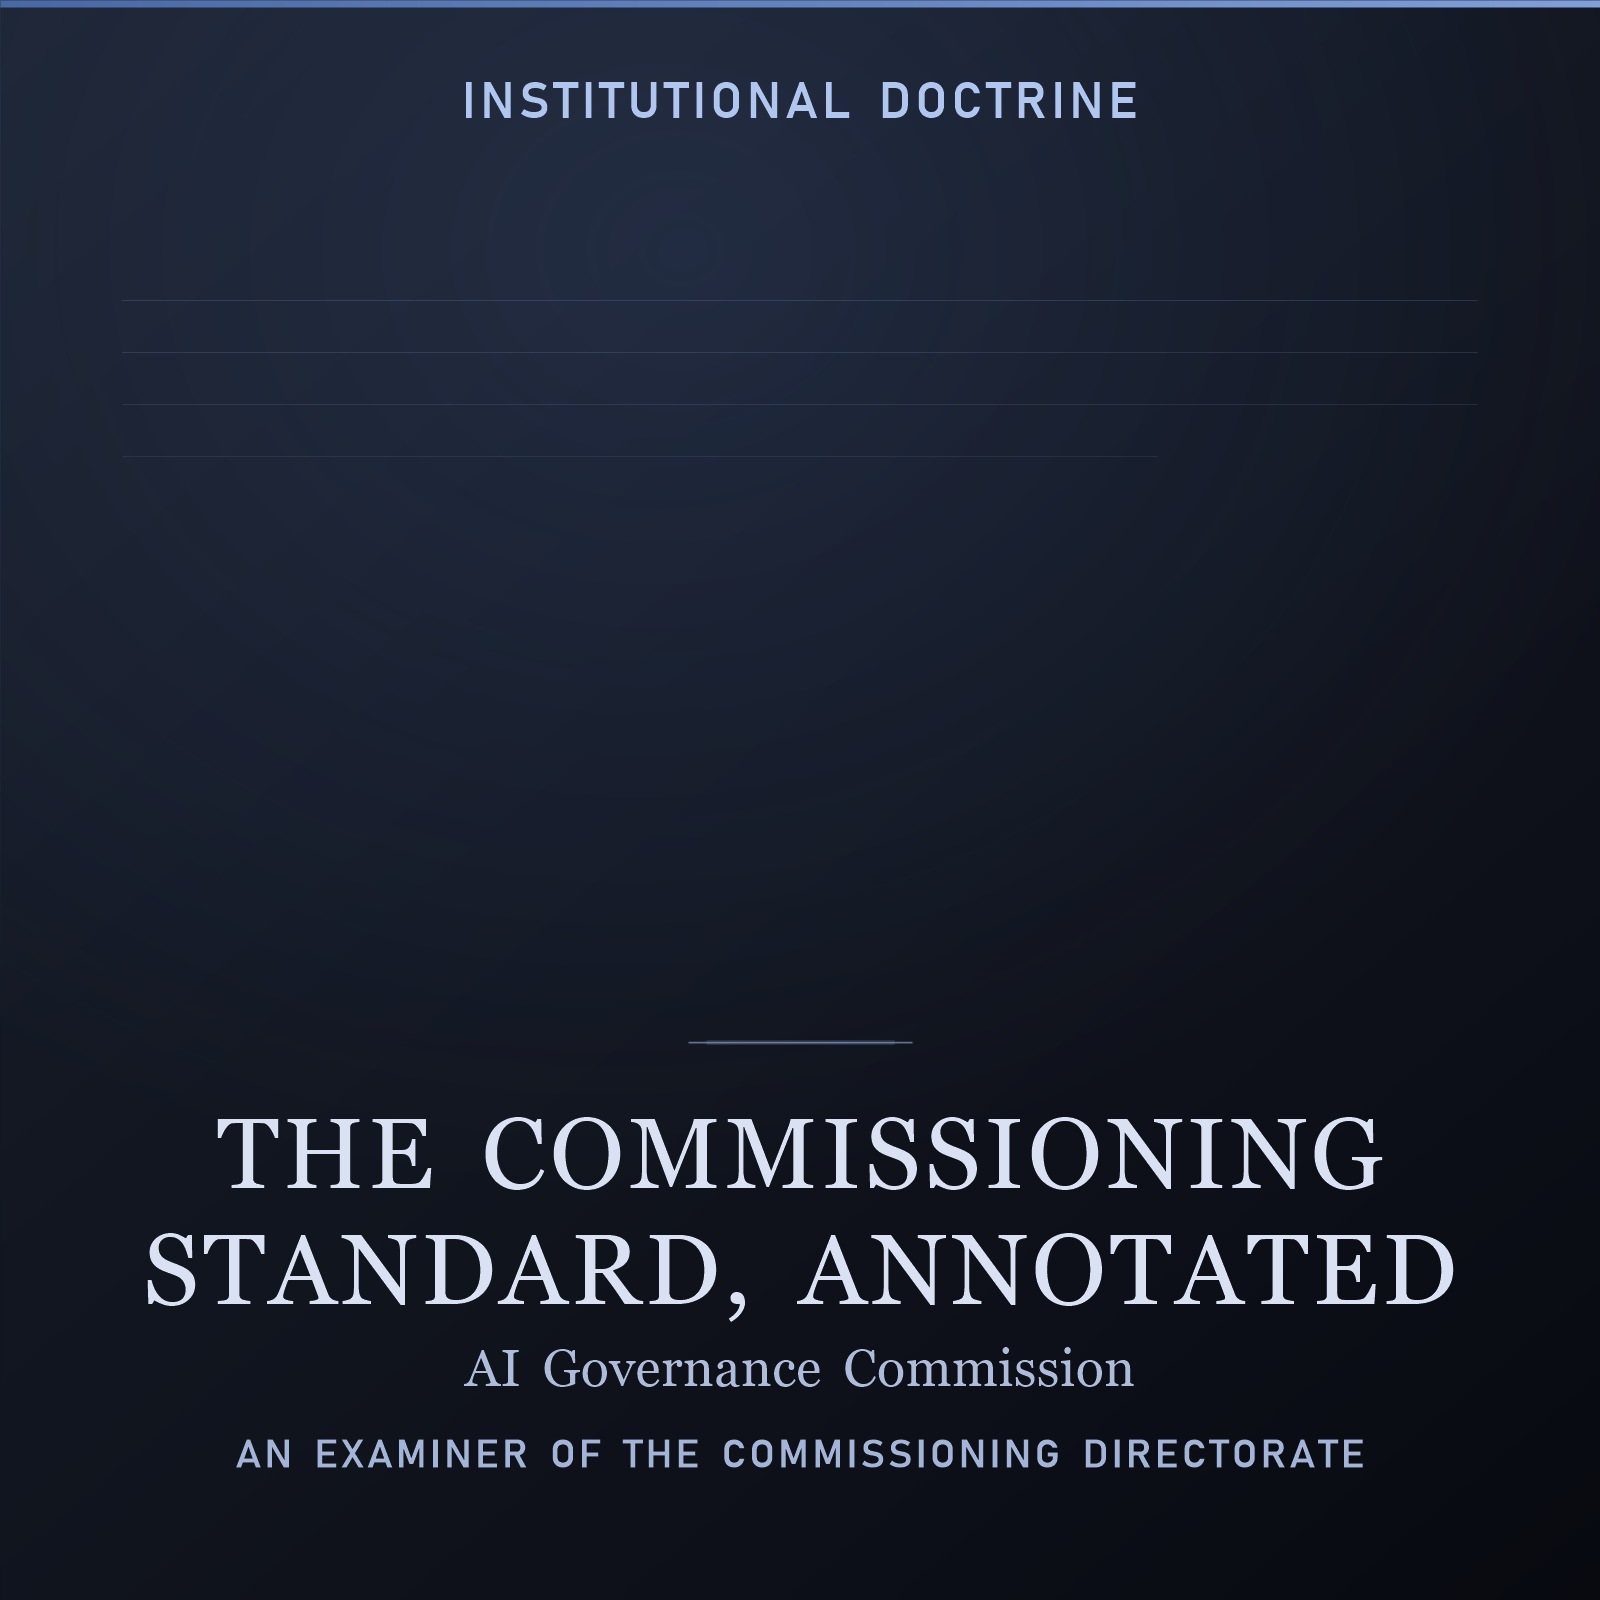 INSTITUTIONAL DOCTRINE
THE COMMISSIONING
STANDARD, ANNOTATED
AI Governance Commission
AN EXAMINER OF THE COMMISSIONING DIRECTORATE